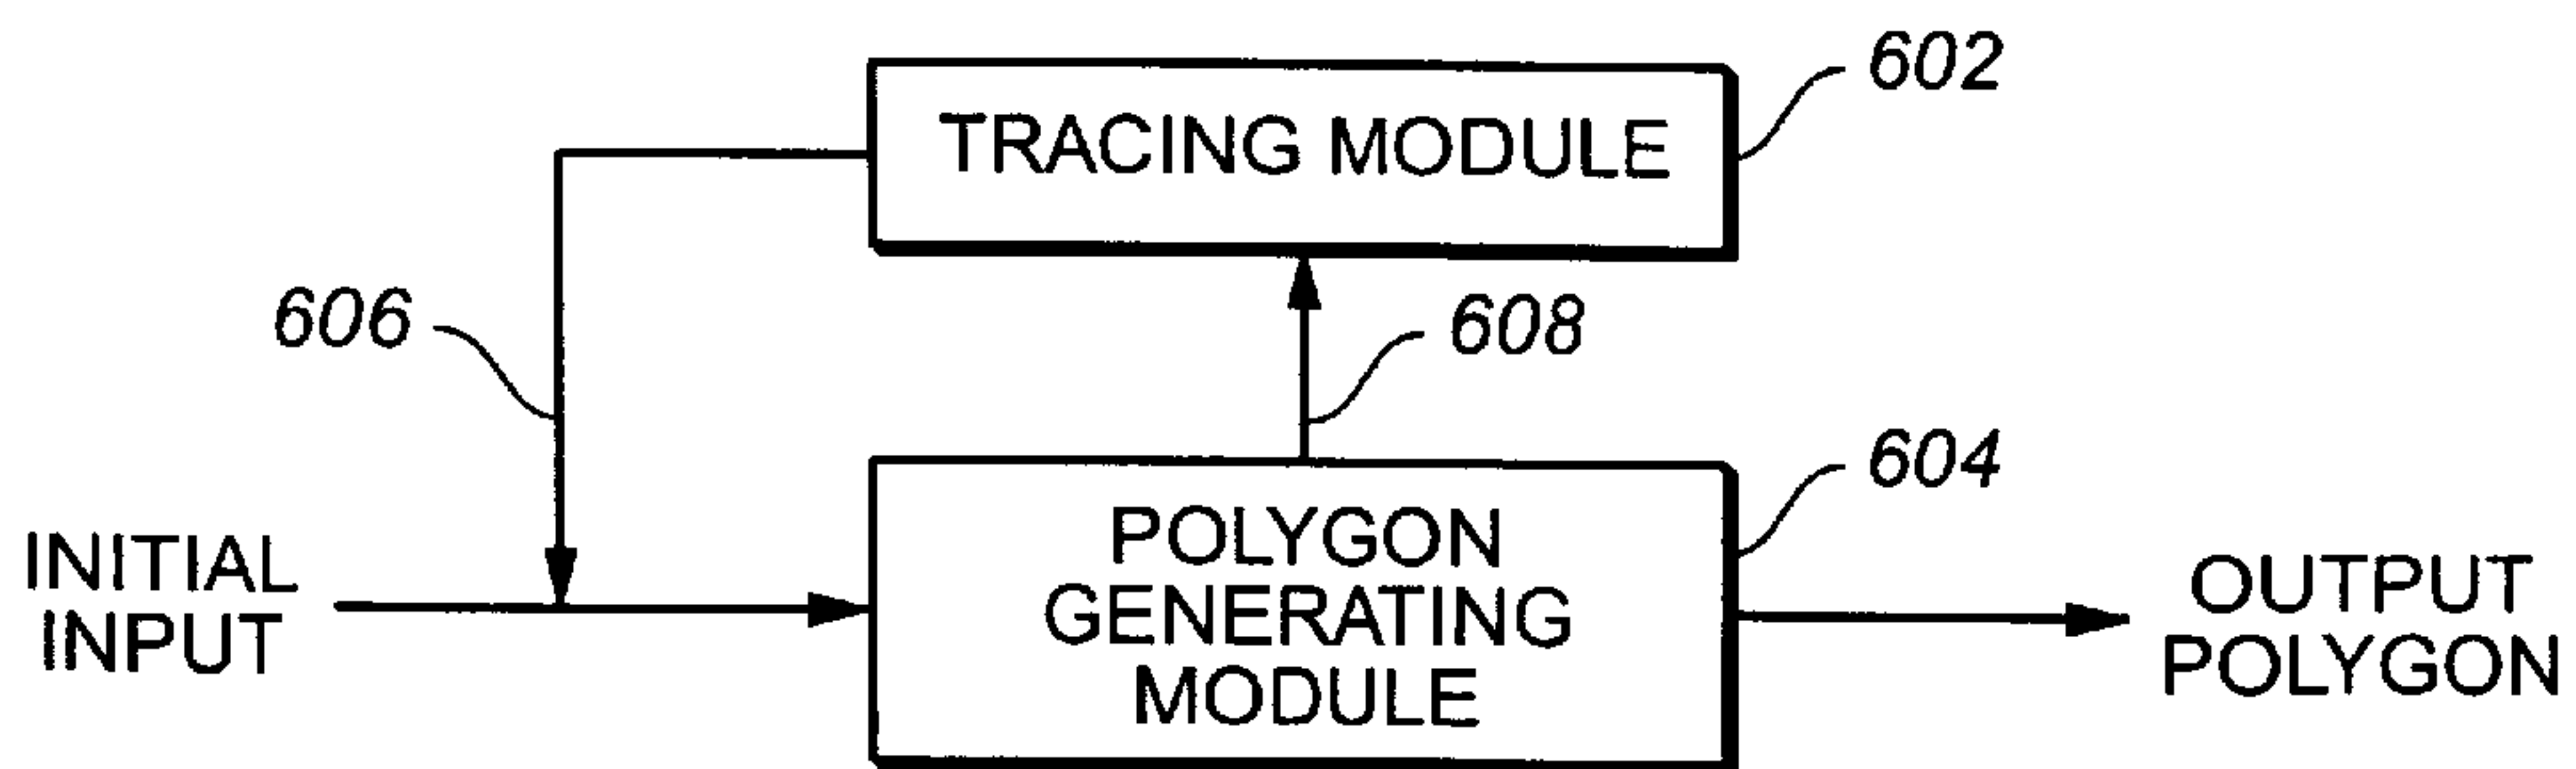 602
TRACING MODULE
606
608
604
INITIAL
INPUT
POLYGON
GENERATING
MODULE
OUTPUT
POLYGON